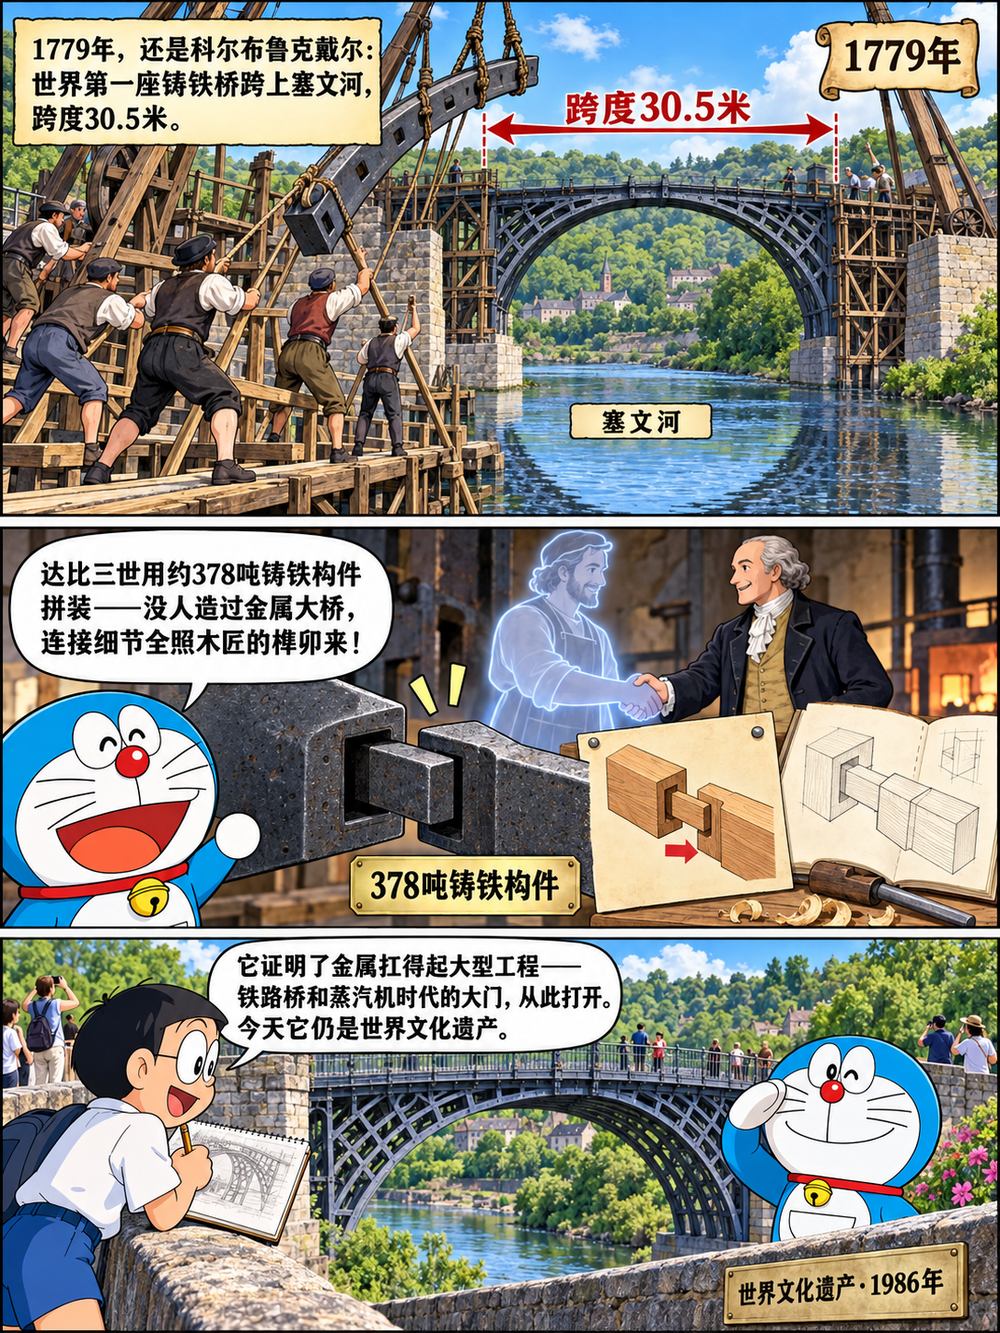 1779年，还是科尔布鲁克戴尔：
世界第一座铸铁桥跨上塞文河，
跨度30.5米。
1779年
跨度30.5米
塞文河
达比三世用约378吨铸铁构件
拼装——没人造过金属大桥，
连接细节全照木匠的榫卯来！
378吨铸铁构件
它证明了金属扛得起大型工程——
铁路桥和蒸汽机时代的大门，从此打开。
今天它仍是世界文化遗产。
世界文化遗产·1986年